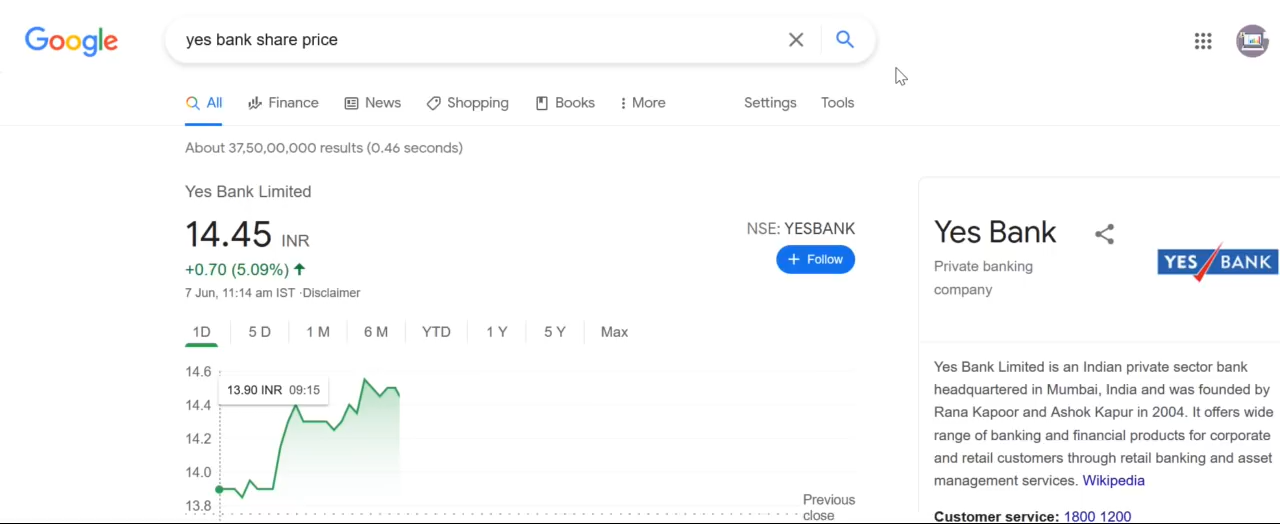 Google
yes bank share price
All Finance News Shopping Books More Settings Tools
About 37,50,00,000 results (0.46 seconds)
Yes Bank Limited
14.45 INR
NSE: YESBANK
+0.70 (5.09%)
Follow
7 Jun, 11:14 am IST ·Disclaimer
1D 5 D 1 M 6 M YTD 1 Y 5 Y Max
14.6
13.90 INR 09:15
14.4
14.2
14.0
13.8
Previous
close
Yes Bank
YES BANK
Private banking
company
Yes Bank Limited is an Indian private sector bank
headquartered in Mumbai, India and was founded by
Rana Kapoor and Ashok Kapur in 2004. It offers wide
range of banking and financial products for corporate
and retail customers through retail banking and asset
management services. Wikipedia
Customer service: 1800 1200